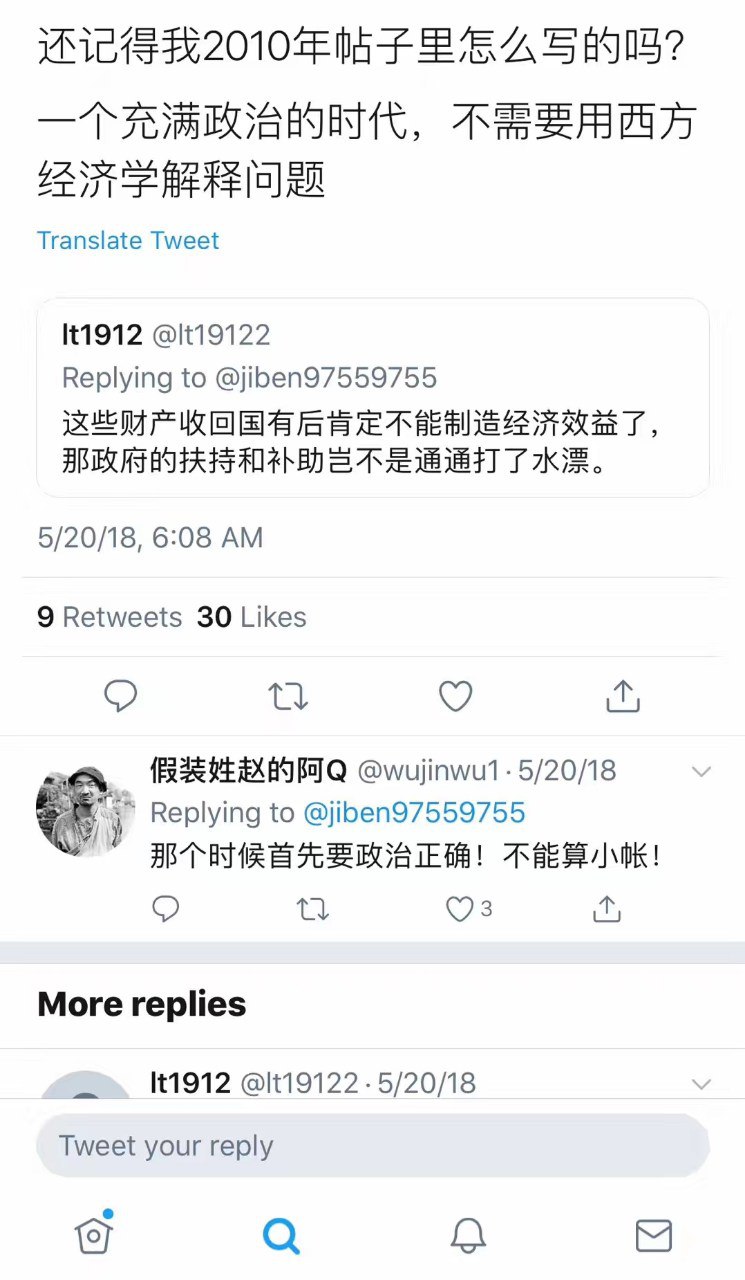 还记得我2010年帖子里怎么写的吗？
一个充满政治的时代，不需要用西方
经济学解释问题
Translate Tweet
lt1912 @lt19122
Replying to @jiben97559755
这些财产收回国有后肯定不能制造经济效益了，
那政府的扶持和补助岂不是通通打了水漂。
5/20/18, 6:08 AM
9 Retweets 30 Likes
假装姓赵的阿Q @wujinwu1 · 5/20/18
Replying to @jiben97559755
那个时候首先要政治正确！不能算小帐！
3
More replies
lt1912 @lt19122 · 5/20/18
Tweet your reply